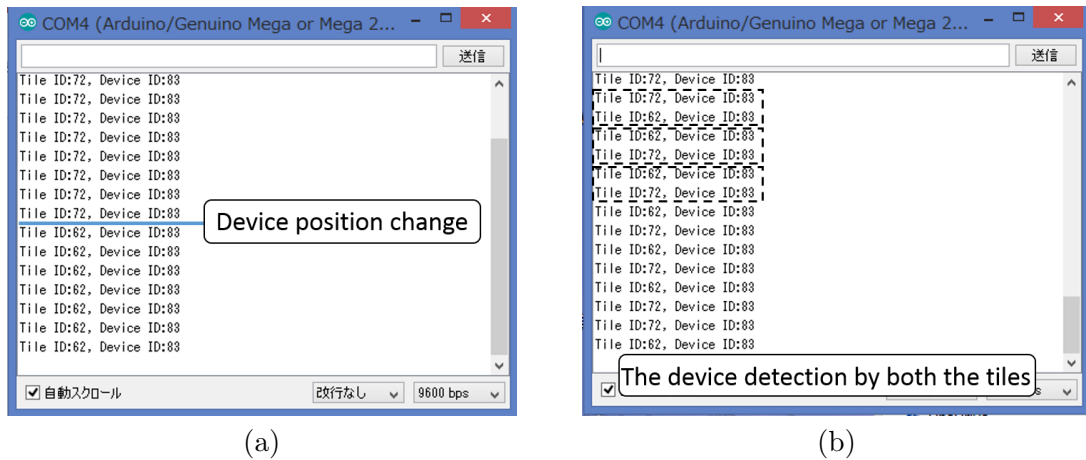 COM4 (Arduino/Genuino Mega or Mega 2...
送信
Tile ID:72, Device ID:83
Tile ID:72, Device ID:83
Tile ID:72, Device ID:83
Tile ID:72, Device ID:83
Tile ID:72, Device ID:83
Tile ID:72, Device ID:83
Tile ID:72, Device ID:83
Tile ID:72, Device ID:83
Device position change
Tile ID:62, Device ID:83
Tile ID:62, Device ID:83
Tile ID:62, Device ID:83
Tile ID:62, Device ID:83
Tile ID:62, Device ID:83
Tile ID:62, Device ID:83
Tile ID:62, Device ID:83
自動スクロール
改行なし
9600 bps
(a)
COM4 (Arduino/Genuino Mega or Mega 2...
送信
Tile ID:72, Device ID:83
Tile ID:72, Device ID:83
Tile ID:62, Device ID:83
Tile ID:62, Device ID:83
Tile ID:72, Device ID:83
Tile ID:62, Device ID:83
Tile ID:72, Device ID:83
Tile ID:62, Device ID:83
Tile ID:72, Device ID:83
Tile ID:62, Device ID:83
Tile ID:72, Device ID:83
Tile ID:62, Device ID:83
Tile ID:72, Device ID:83
Tile ID:72, Device ID:83
Tile ID:62, Device ID:83
The device detection by both the tiles
(b)